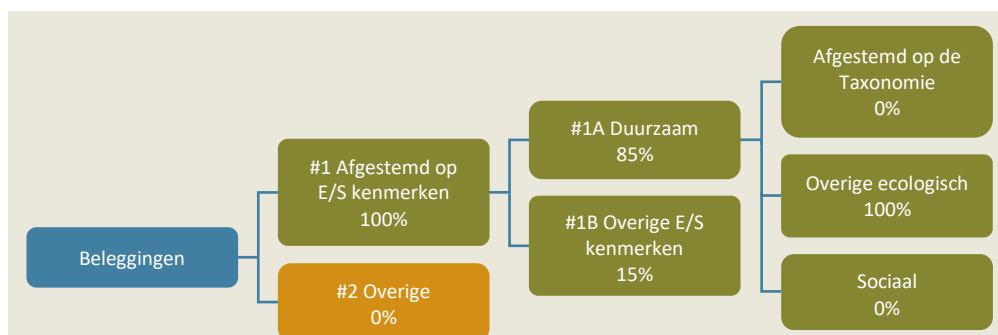 Beleggingen
#1 Afgestemd op
E/S kenmerken
100%
#2 Overige
0%
#1A Duurzaam
85%
#1B Overige E/S
kenmerken
15%
Afgestemd op de
Taxonomie
0%
Overige ecologisch
100%
Sociaal
0%